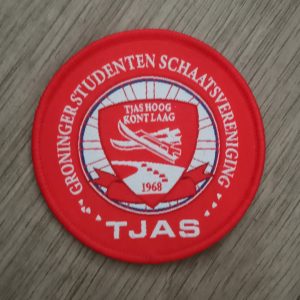 GRONINGER STUDENTEN SCHAATSVERENIGING
TJAS HOOG
KONT LAAG
1968
TJAS